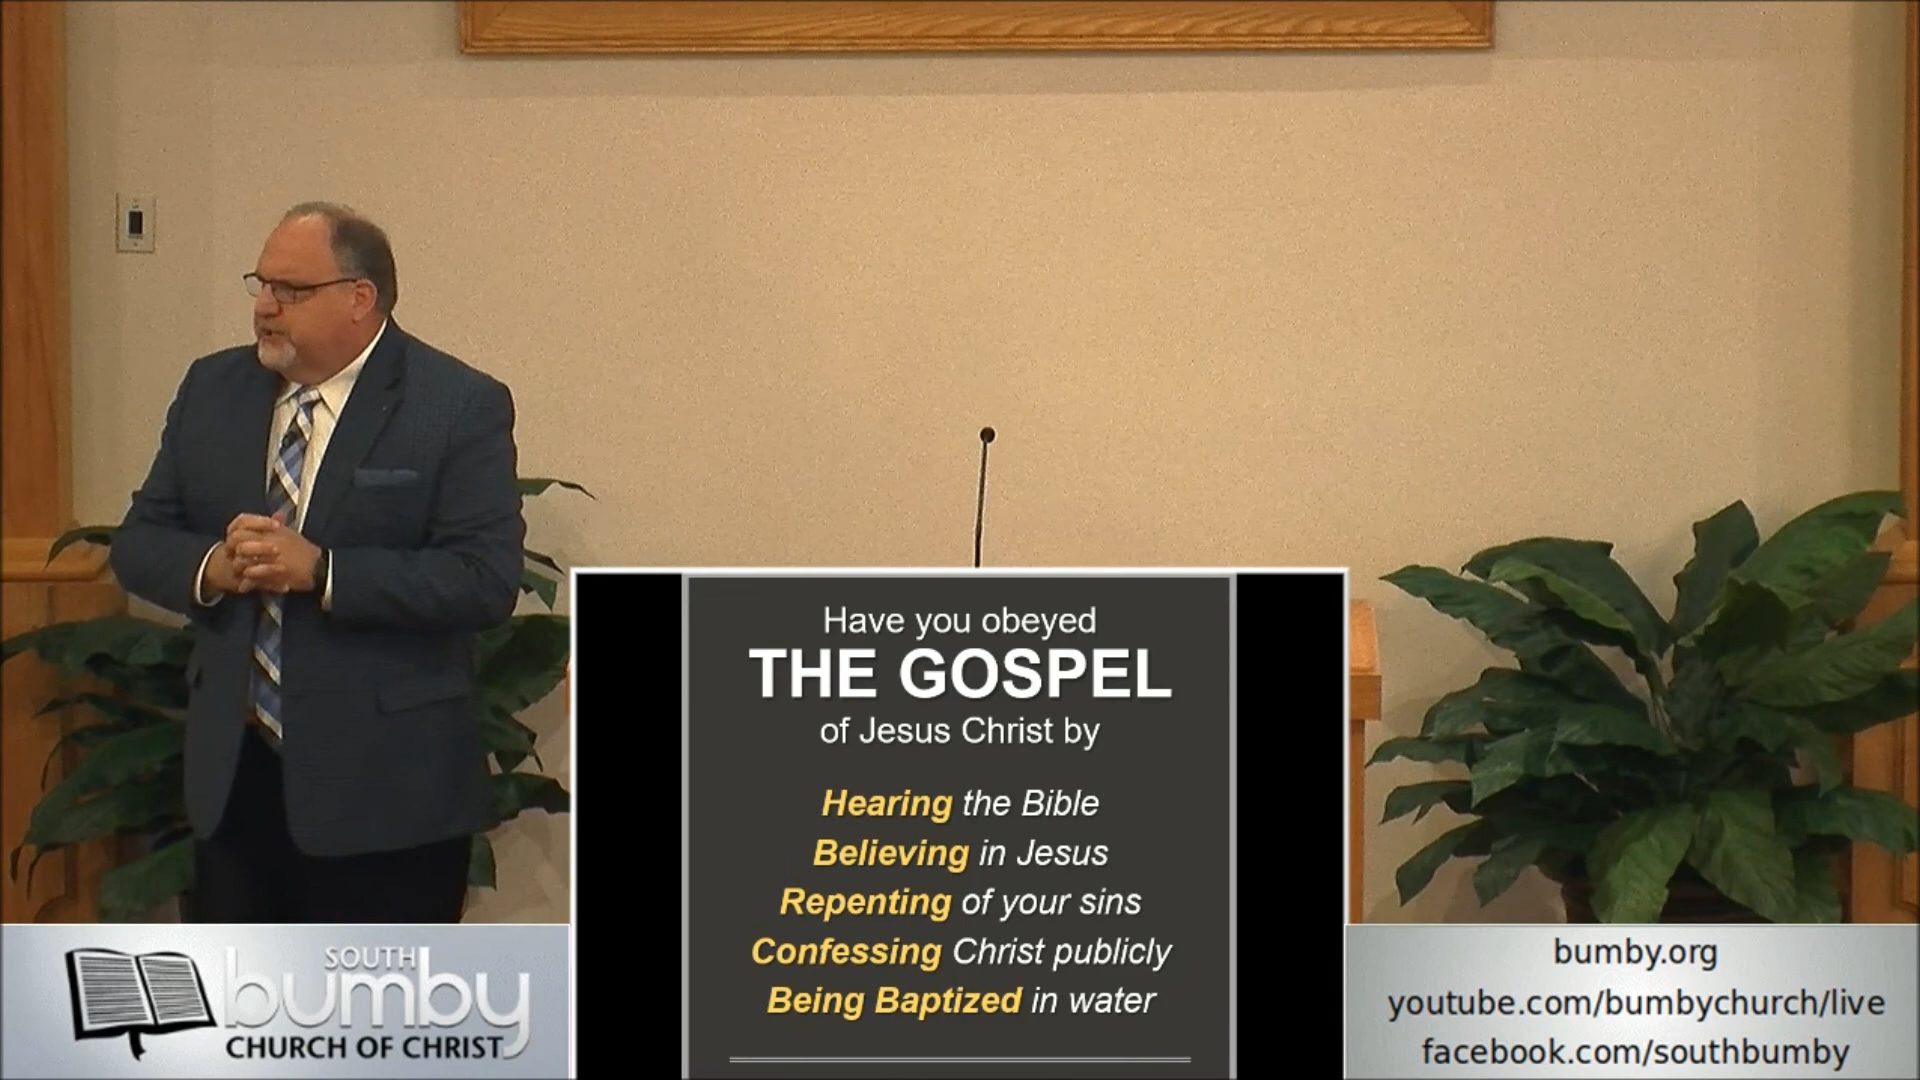 Have you obeyed
THE GOSPEL
of Jesus Christ by
Hearing the Bible
Believing in Jesus
Repenting of your sins
Confessing Christ publicly
Being Baptized in water
SOUTH
bumby
CHURCH OF CHRIST
bumby.org
youtube.com/bumbychurch/live
facebook.com/southbumby